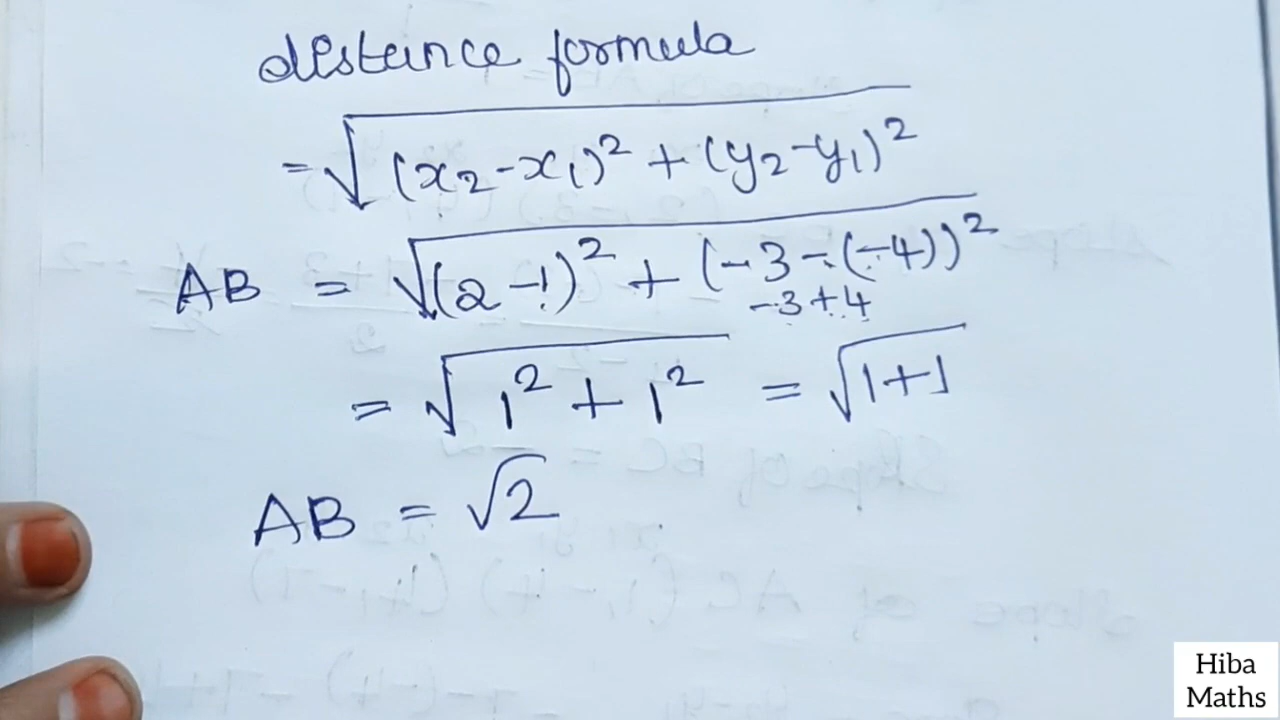 distance formula
= √(x₂-x₁)² + (y₂-y₁)²
AB = √(2-1)² + (-3-(-4))²
-3+4
= √1² + 1² = √1+1
AB = √2
Hiba
Maths